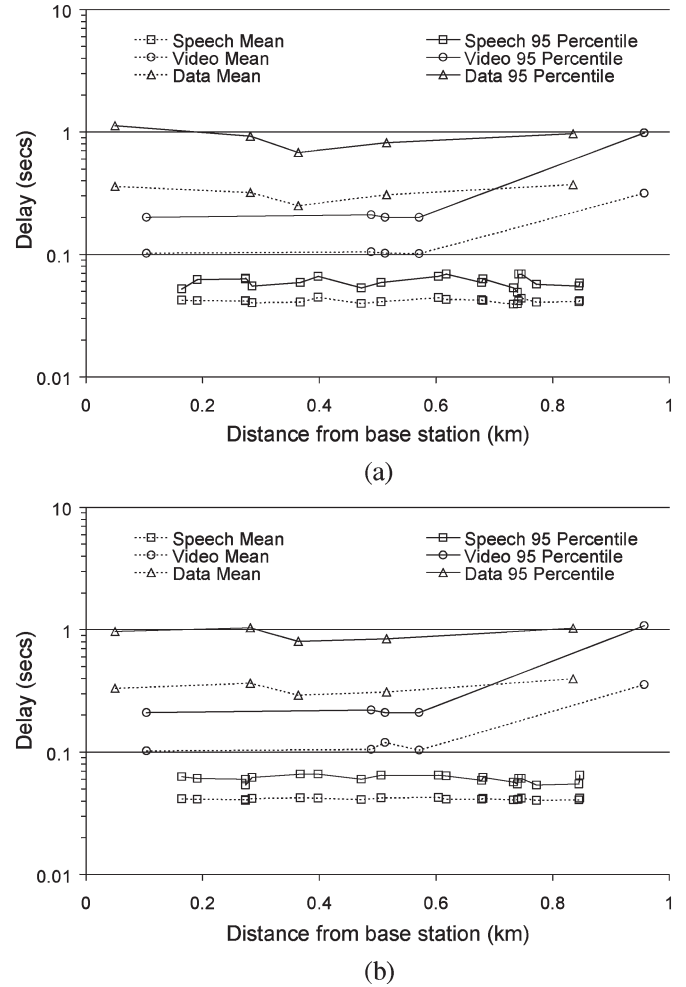 10
Speech Mean Speech 95 Percentile
Video Mean Video 95 Percentile
Data Mean Data 95 Percentile
1
Delay (secs)
0.1
0.01
0 0.2 0.4 0.6 0.8 1
Distance from base station (km)
(a)
10
Speech Mean Speech 95 Percentile
Video Mean Video 95 Percentile
Data Mean Data 95 Percentile
1
Delay (secs)
0.1
0.01
0 0.2 0.4 0.6 0.8 1
Distance from base station (km)
(b)